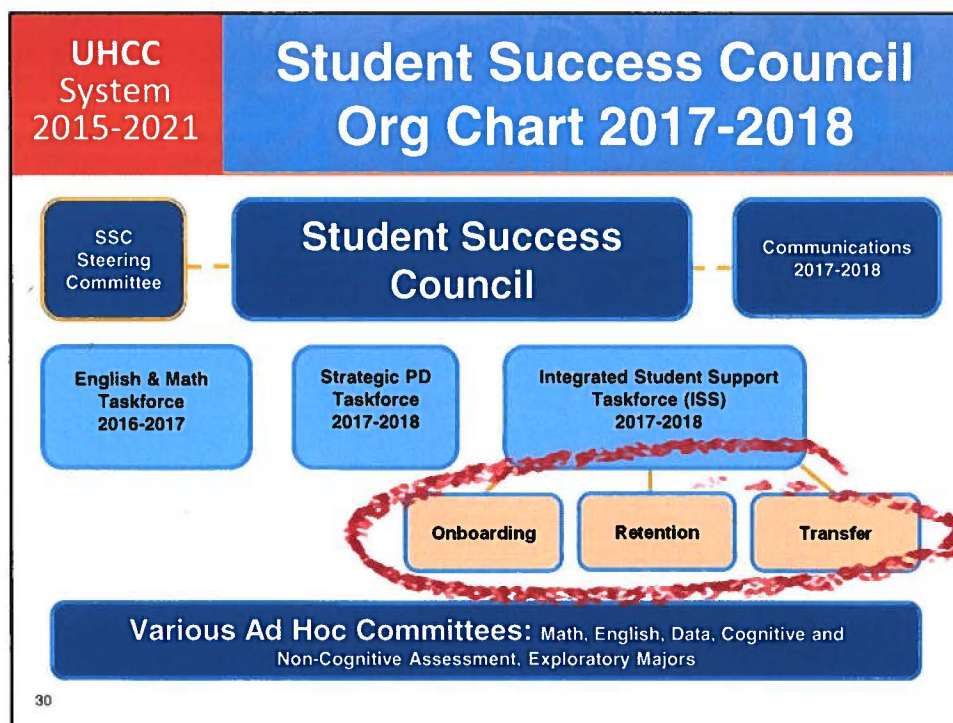 UHCC
System
2015-2021
Student Success Council
Org Chart 2017-2018
SSC
Steering
Committee
Student Success
Council
Communications
2017-2018
English & Math
Taskforce
2016-2017
Strategic PD
Taskforce
2017-2018
Integrated Student Support
Taskforce (ISS)
2017-2018
Onboarding
Retention
Transfer
Various Ad Hoc Committees: Math, English, Data, Cognitive and
Non-Cognitive Assessment, Exploratory Majors
30